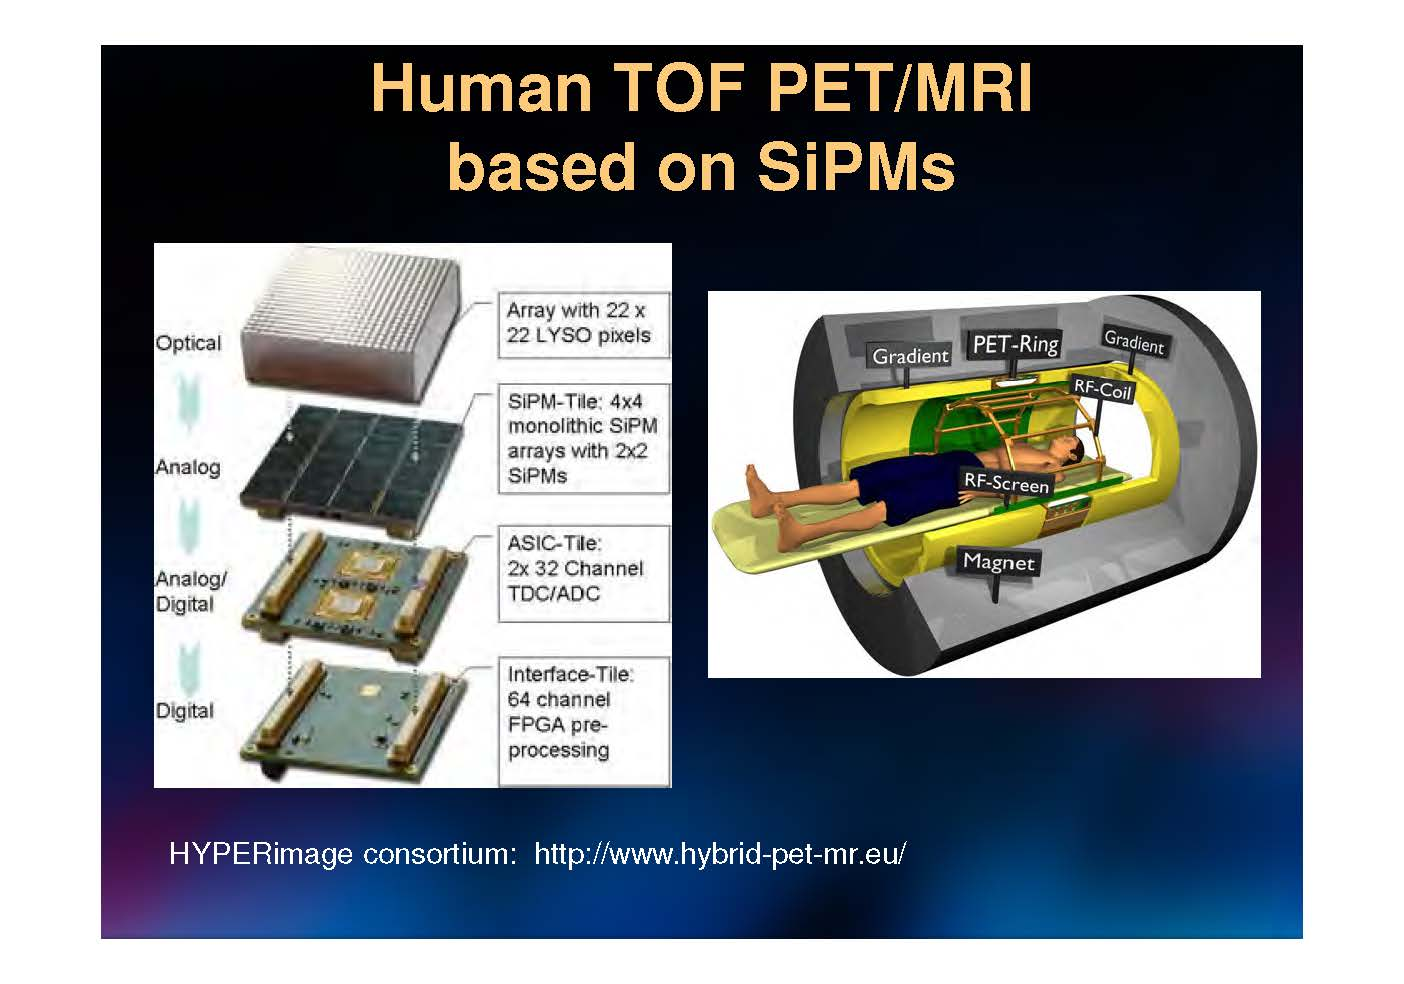 Human TOF PET/MRI
based on SiPMs
Optical
Array with 22 x
22 LYSO pixels
Analog
SiPM-Tile: 4x4
monolithic SiPM
arrays with 2x2
SiPMs
Analog/
Digital
ASIC-Tile:
2x 32 Channel
TDC/ADC
Digital
Interface-Tile:
64 channel
FPGA pre-
processing
Gradient
PET-Ring
Gradient
RF-Coil
RF-Screen
Magnet
HYPERimage consortium: http://www.hybrid-pet-mr.eu/